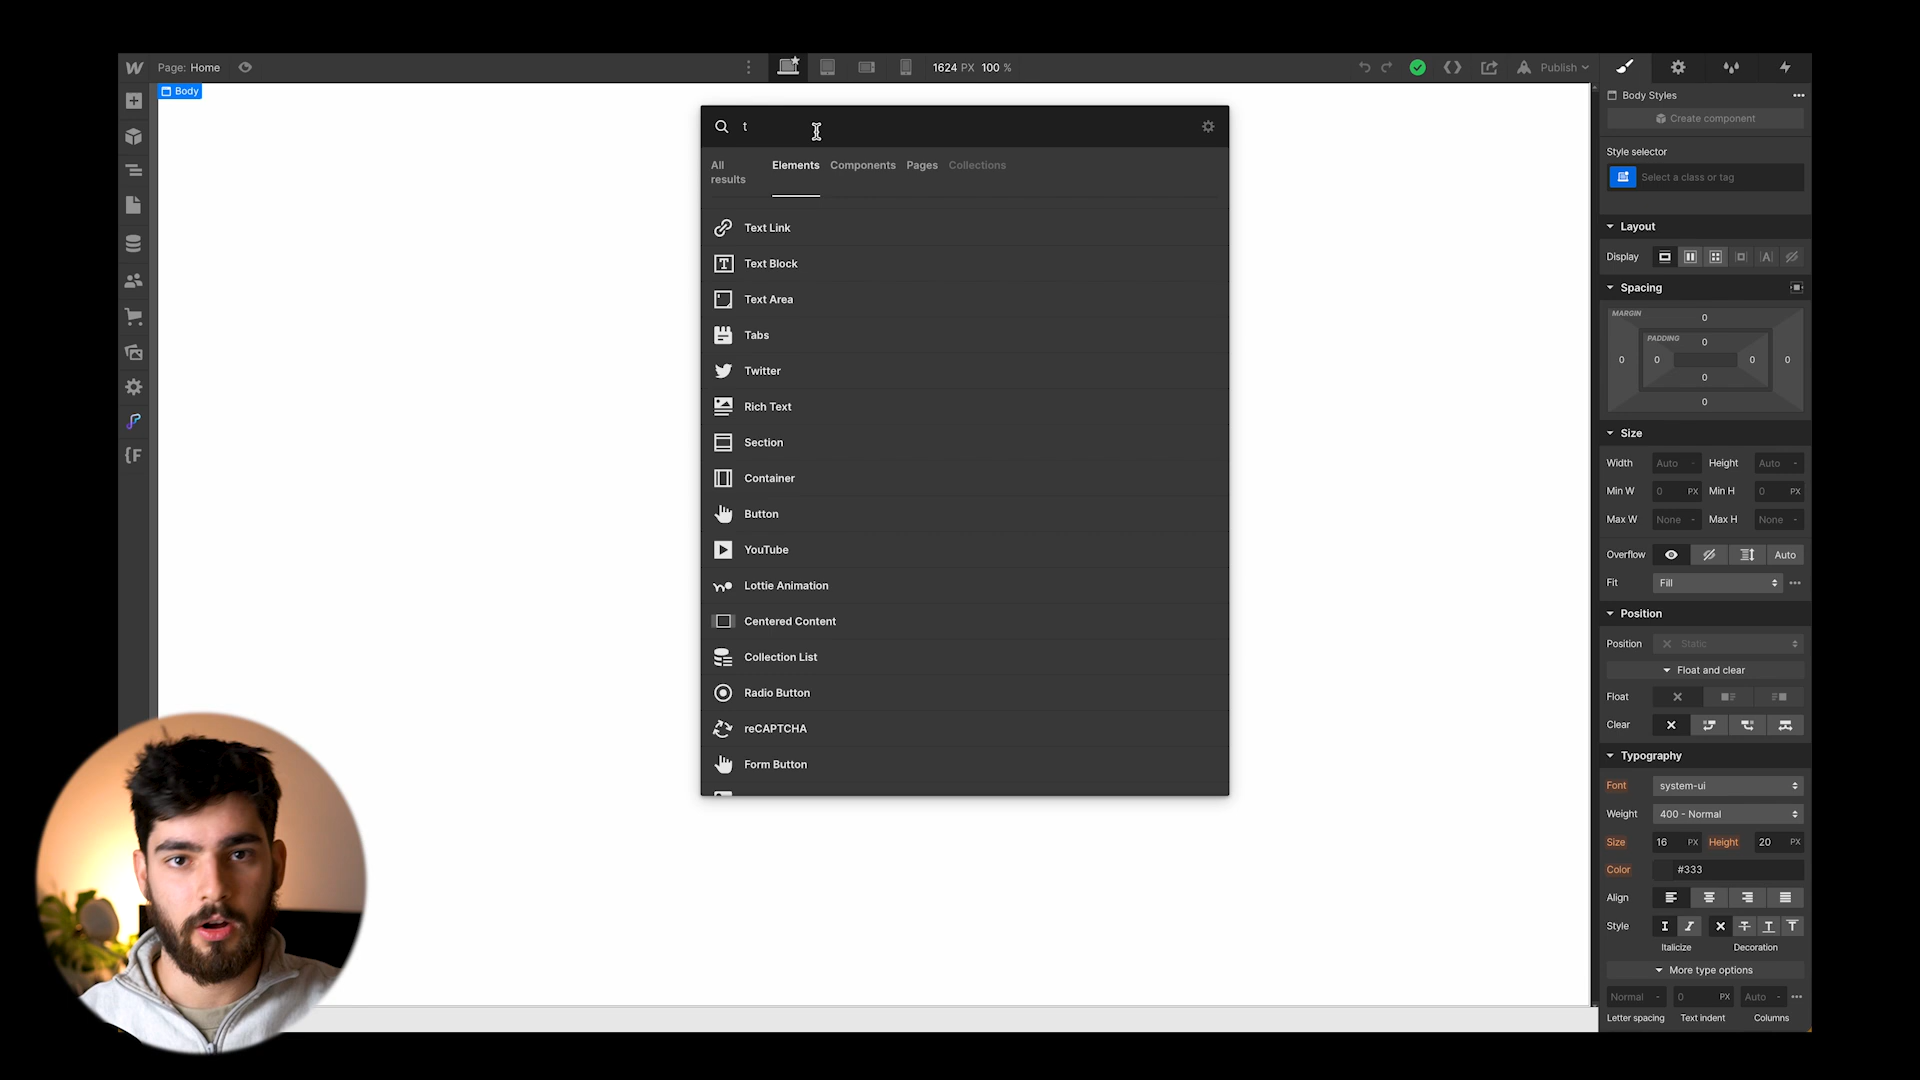 Page: Home
1624 PX 100 %
Publish
Body
t
All results
Elements
Components
Pages
Collections
Text Link
Text Block
Text Area
Tabs
Twitter
Rich Text
Section
Container
Button
YouTube
Lottie Animation
Centered Content
Collection List
Radio Button
reCAPTCHA
Form Button
Body Styles
Create component
Style selector
Select a class or tag
Layout
Display
Spacing
MARGIN
0
PADDING
0
0 0 0 0
0
0
Size
Width Auto - Height Auto -
Min W 0 PX Min H 0 PX
Max W None - Max H None -
Overflow Auto
Fit Fill
Position
Position Static
Float and clear
Float
Clear
Typography
Font system-ui
Weight 400 - Normal
Size 16 PX Height 20 PX
Color #333
Align
Style
Italicize Decoration
More type options
Normal - 0 PX Auto -
Letter spacing Text indent Columns